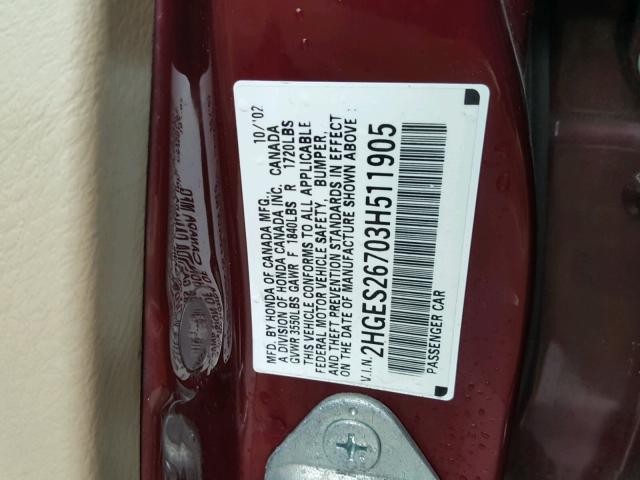 MFD. BY HONDA OF CANADA MFG. 10/'02
A DIVISION OF HONDA CANADA INC. CANADA
GVWR 3550LBS GAWR F 1840LBS R 1720LBS
THIS VEHICLE CONFORMS TO ALL APPLICABLE
FEDERAL MOTOR VEHICLE SAFETY, BUMPER,
AND THEFT PREVENTION STANDARDS IN EFFECT
ON THE DATE OF MANUFACTURE SHOWN ABOVE :
V.I.N. 2HGES26703H511905
PASSENGER CAR